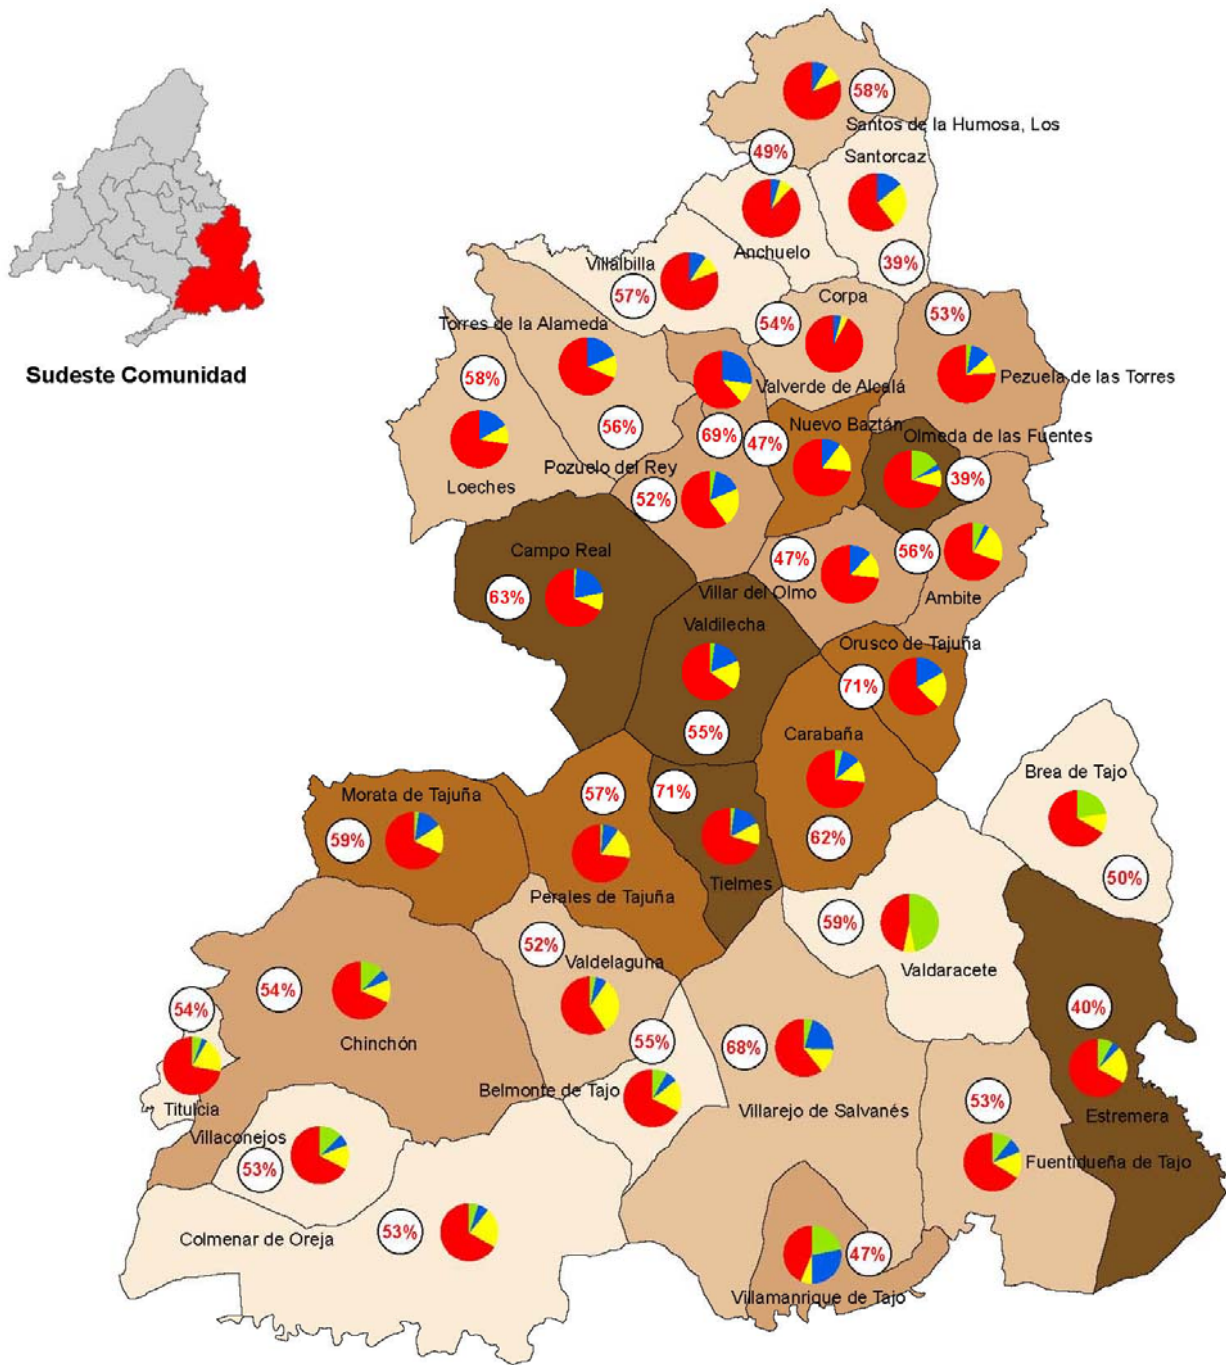 58%
Santos de la Humosa, Los
49%
Santorcaz
Anchuelo
39%
Villalbilla
57%
Corpa
54%
53%
Torres de la Alameda
Sudeste Comunidad
58%
Pezuela de las Torres
Valverde de Alcalá
56%
69%
47%
Nuevo Baztán
Olmeda de las Fuentes
Pozuelo del Rey
39%
Loeches
52%
Campo Real
47%
56%
63%
Villar del Olmo
Ambite
Valdilecha
Orusco de Tajuña
71%
55%
Carabaña
Brea de Tajo
Morata de Tajuña
57%
71%
59%
62%
50%
Tielmes
Perales de Tajuña
59%
52%
Valdelaguna
Valdaracete
54%
54%
40%
Chinchón
55%
68%
Titulcia
Belmonte de Tajo
Villarejo de Salvanés
53%
Estremera
Villaconejos
53%
Fuentidueña de Tajo
Colmenar de Oreja
53%
47%
Villamanrique de Tajo